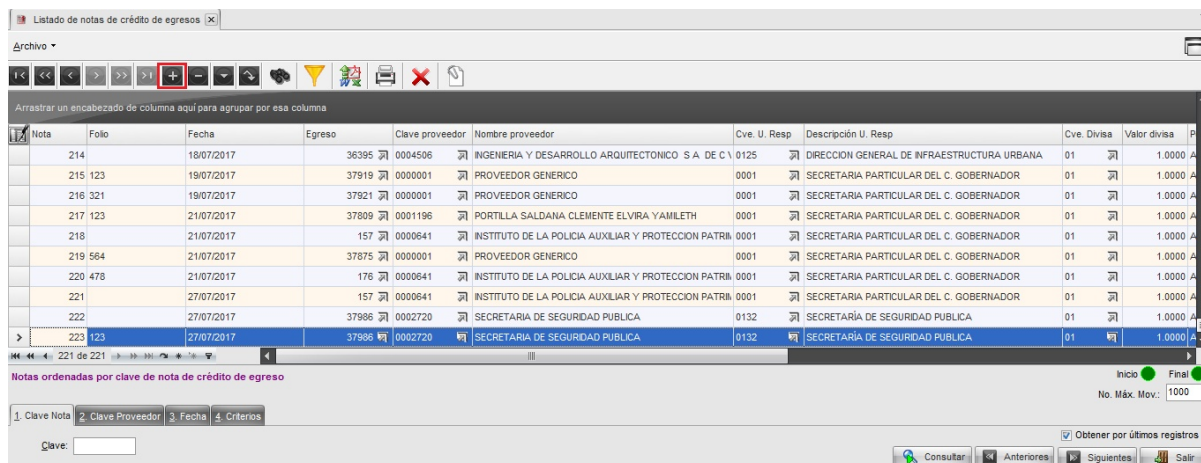 Listado de notas de crédito de egresos
Archivo
Arrastrar un encabezado de columna aquí para agrupar por esa columna
Nota Folio Fecha Egreso Clave proveedor Nombre proveedor Cve. U. Resp Descripción U. Resp Cve. Divisa Valor divisa P
214 18/07/2017 36395 0004506 INGENIERIA Y DESARROLLO ARQUITECTONICO S A DE C V 0125 DIRECCION GENERAL DE INFRAESTRUCTURA URBANA 01 1.0000 A
215 123 19/07/2017 37919 0000001 PROVEEDOR GENERICO 0001 SECRETARIA PARTICULAR DEL C. GOBERNADOR 01 1.0000 A
216 321 19/07/2017 37921 0000001 PROVEEDOR GENERICO 0001 SECRETARIA PARTICULAR DEL C. GOBERNADOR 01 1.0000 A
217 123 21/07/2017 37809 0001196 PORTILLA SALDANA CLEMENTE ELVIRA YAMILETH 0001 SECRETARIA PARTICULAR DEL C. GOBERNADOR 01 1.0000 A
218 21/07/2017 157 0000641 INSTITUTO DE LA POLICIA AUXILIAR Y PROTECCION PATRI 0001 SECRETARIA PARTICULAR DEL C. GOBERNADOR 01 1.0000 A
219 564 21/07/2017 37875 0000001 PROVEEDOR GENERICO 0001 SECRETARIA PARTICULAR DEL C. GOBERNADOR 01 1.0000 A
220 478 21/07/2017 176 0000641 INSTITUTO DE LA POLICIA AUXILIAR Y PROTECCION PATRI 0001 SECRETARIA PARTICULAR DEL C. GOBERNADOR 01 1.0000 A
221 27/07/2017 157 0000641 INSTITUTO DE LA POLICIA AUXILIAR Y PROTECCION PATRI 0001 SECRETARIA PARTICULAR DEL C. GOBERNADOR 01 1.0000 A
222 27/07/2017 37986 0002720 SECRETARIA DE SEGURIDAD PUBLICA 0132 SECRETARÌA DE SEGURIDAD PUBLICA 01 1.0000 A
223 123 27/07/2017 37986 0002720 SECRETARIA DE SEGURIDAD PUBLICA 0132 SECRETARÌA DE SEGURIDAD PUBLICA 01 1.0000 A
221 de 221
Notas ordenadas por clave de nota de crédito de egreso
Inicio Final
No. Máx. Mov.: 1000
1. Clave Nota 2. Clave Proveedor 3. Fecha 4. Criterios
Obtener por últimos registros
Clave:
Consultar Anteriores Siguientes Salir